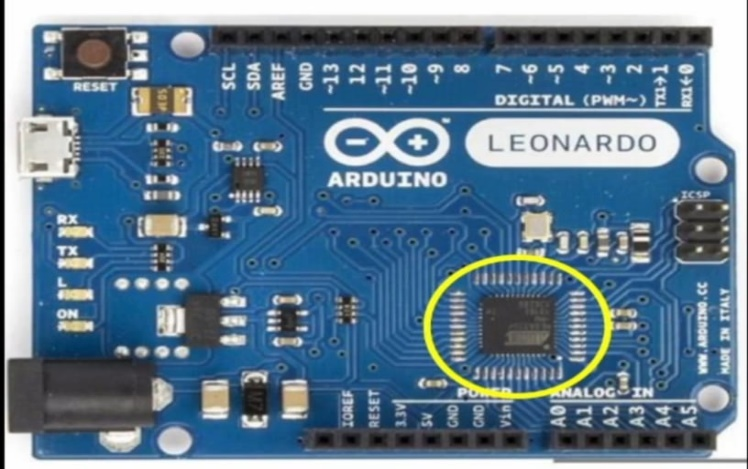 RESET
SCL
SDA
AREF
GND
~13
12
~11
~10
~9
8
7
~6
~5
4
~3
2
TX1→1
RX1←0
DIGITAL (PWM~)
LEONARDO
ARDUINO
ICSP
RX
TX
L
ON
WWW.ARDUINO.CC
MADE IN ITALY
POWER
ANALOG IN
IOREF
RESET
3.3V
5V
GND
GND
Vin
A0
A1
A2
A3
A4
A5
M7